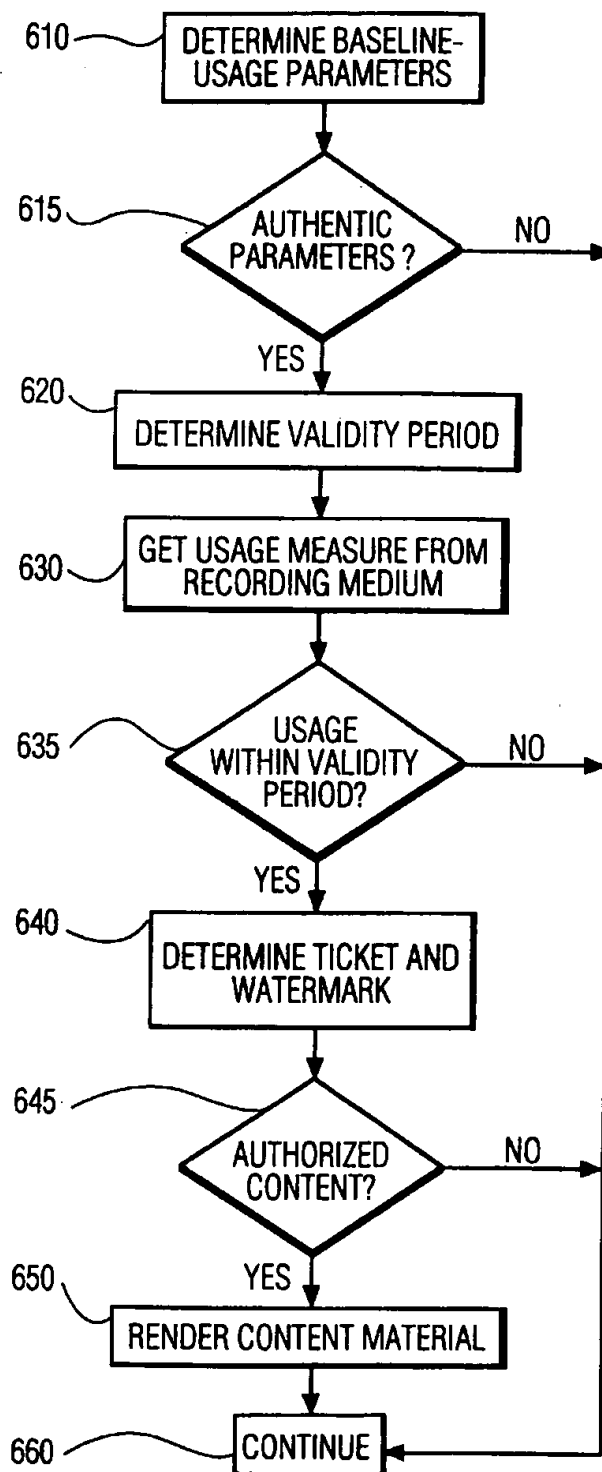 610
DETERMINE BASELINE-
USAGE PARAMETERS
615
AUTHENTIC
PARAMETERS ?
NO
YES
620
DETERMINE VALIDITY PERIOD
630
GET USAGE MEASURE FROM
RECORDING MEDIUM
635
USAGE
WITHIN VALIDITY
PERIOD?
NO
YES
640
DETERMINE TICKET AND
WATERMARK
645
AUTHORIZED
CONTENT?
NO
YES
650
RENDER CONTENT MATERIAL
660
CONTINUE